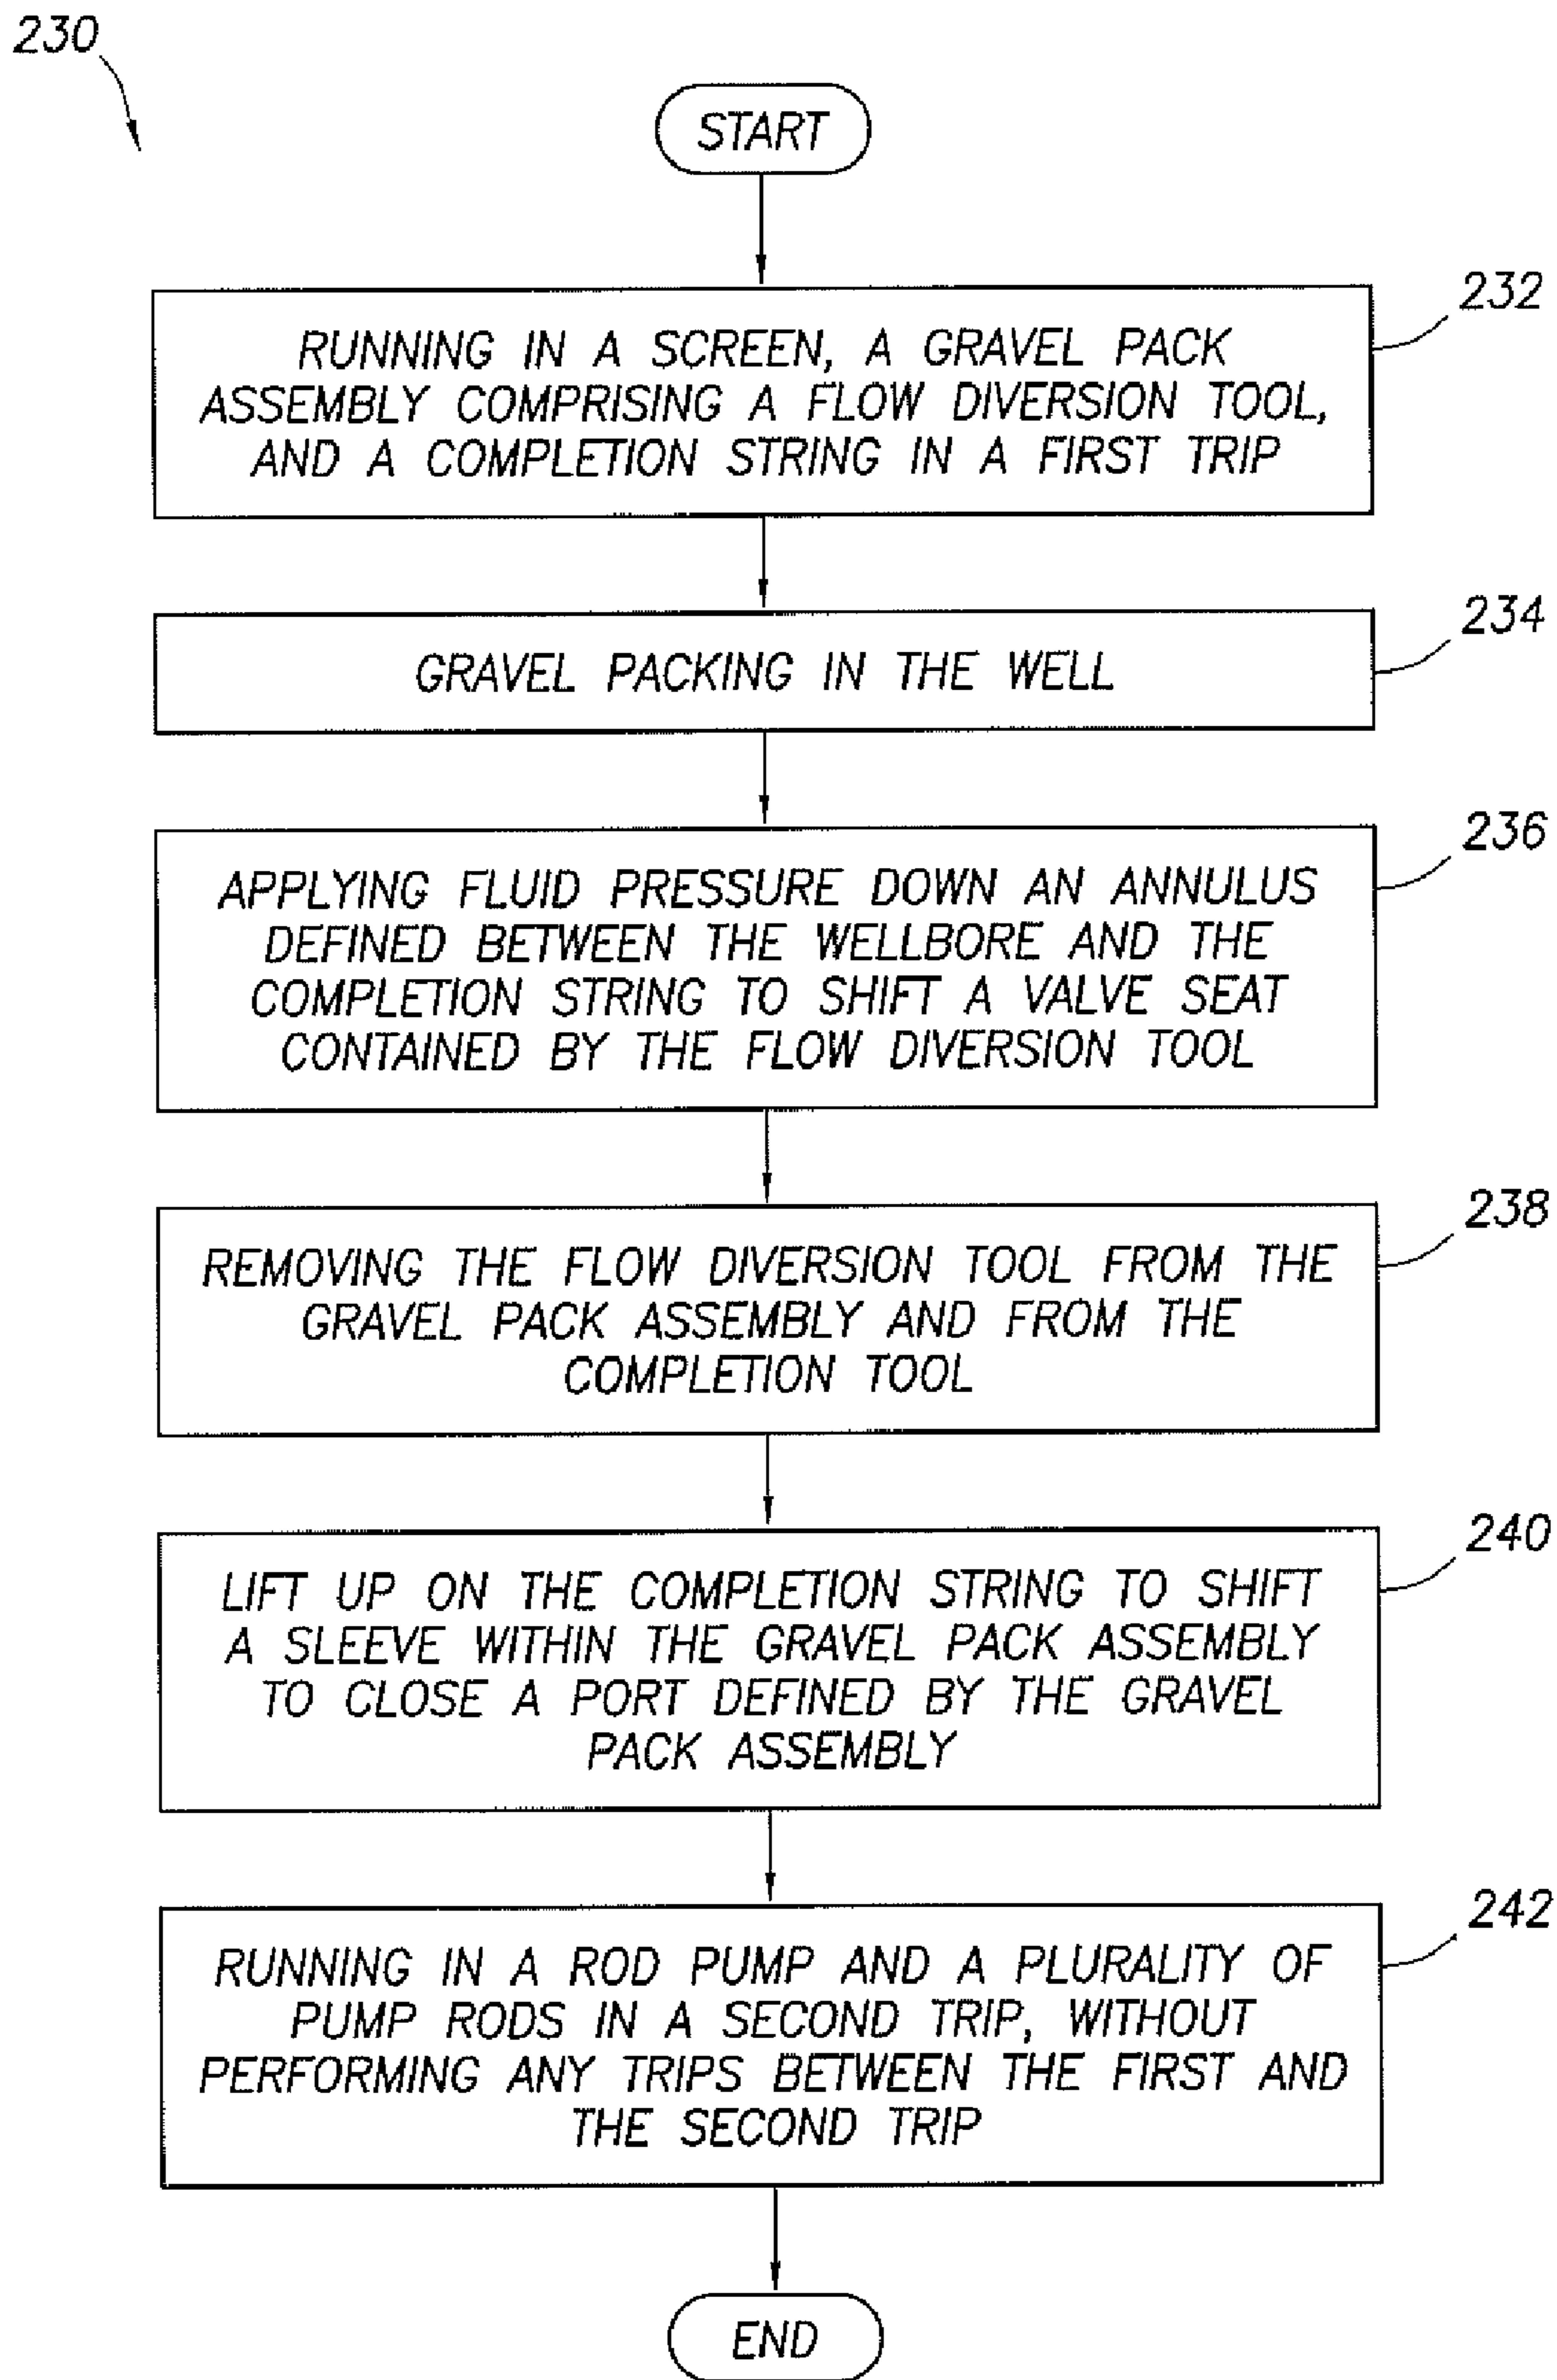 230
START
232
RUNNING IN A SCREEN, A GRAVEL PACK
ASSEMBLY COMPRISING A FLOW DIVERSION TOOL,
AND A COMPLETION STRING IN A FIRST TRIP
234
GRAVEL PACKING IN THE WELL
236
APPLYING FLUID PRESSURE DOWN AN ANNULUS
DEFINED BETWEEN THE WELLBORE AND THE
COMPLETION STRING TO SHIFT A VALVE SEAT
CONTAINED BY THE FLOW DIVERSION TOOL
238
REMOVING THE FLOW DIVERSION TOOL FROM THE
GRAVEL PACK ASSEMBLY AND FROM THE
COMPLETION TOOL
240
LIFT UP ON THE COMPLETION STRING TO SHIFT
A SLEEVE WITHIN THE GRAVEL PACK ASSEMBLY
TO CLOSE A PORT DEFINED BY THE GRAVEL
PACK ASSEMBLY
242
RUNNING IN A ROD PUMP AND A PLURALITY OF
PUMP RODS IN A SECOND TRIP, WITHOUT
PERFORMING ANY TRIPS BETWEEN THE FIRST AND
THE SECOND TRIP
END